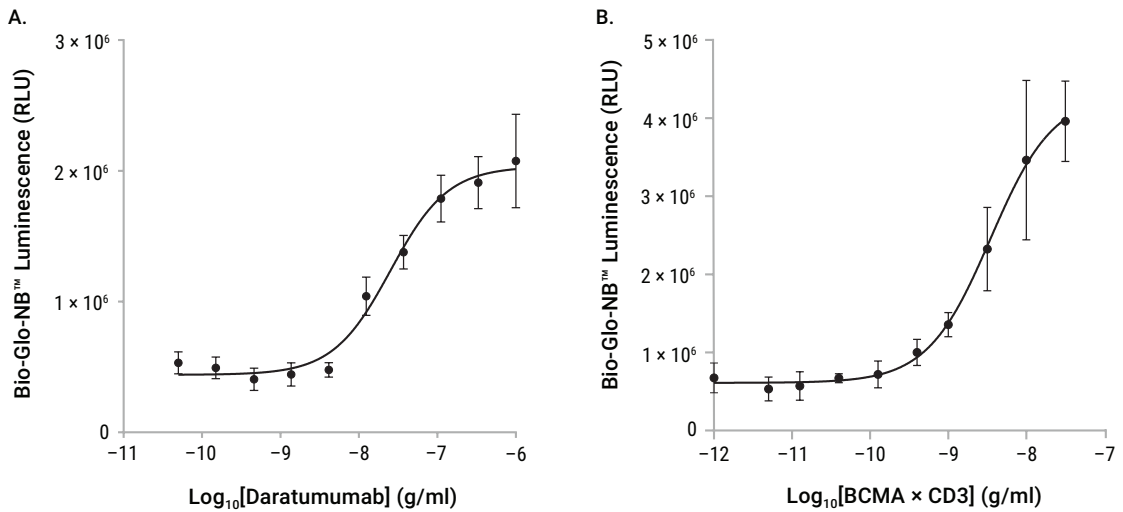 A.
3 × 10⁶
2 × 10⁶
1 × 10⁶
0
Bio-Glo-NB™ Luminescence (RLU)
−11 −10 −9 −8 −7 −6
Log₁₀[Daratumumab] (g/ml)
B.
5 × 10⁶
4 × 10⁶
3 × 10⁶
2 × 10⁶
1 × 10⁶
0
Bio-Glo-NB™ Luminescence (RLU)
−12 −11 −10 −9 −8 −7
Log₁₀[BCMA × CD3] (g/ml)